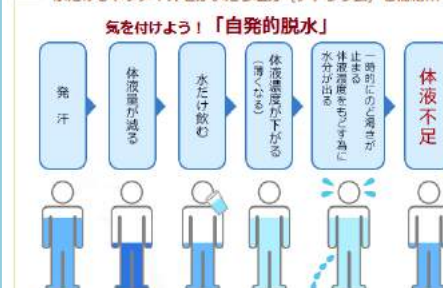 気を付けよう！「自発的脱水」
発汗
体液量が減る
水だけ飲む
体液濃度が下がる
（薄くなる）
一時的にのど渇きが
止まる
体液濃度をもどす為に
水分が出る
体液不足